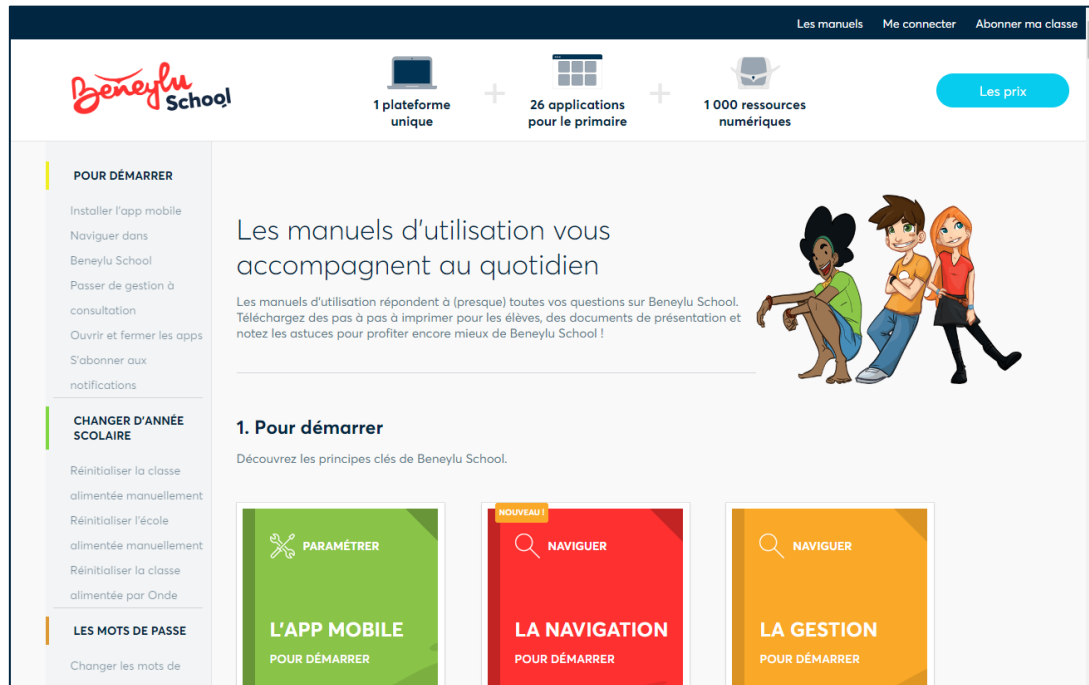 Les manuels Me connecter Abonner ma classe
Beneylu School
1 plateforme
unique
26 applications
pour le primaire
1 000 ressources
numériques
Les prix
POUR DÉMARRER
Installer l'app mobile
Naviguer dans
Beneylu School
Passer de gestion à
consultation
Ouvrir et fermer les apps
S'abonner aux
notifications
CHANGER D'ANNÉE
SCOLAIRE
Réinitialiser la classe
alimentée manuellement
Réinitialiser l'école
alimentée manuellement
Réinitialiser la classe
alimentée par Onde
LES MOTS DE PASSE
Changer les mots de
Les manuels d'utilisation vous
accompagnent au quotidien
Les manuels d'utilisation répondent à (presque) toutes vos questions sur Beneylu School.
Téléchargez des pas à pas à imprimer pour les élèves, des documents de présentation et
notez les astuces pour profiter encore mieux de Beneylu School !
1. Pour démarrer
Découvrez les principes clés de Beneylu School.
PARAMÉTRER
L'APP MOBILE
POUR DÉMARRER
NOUVEAU !
NAVIGUER
LA NAVIGATION
POUR DÉMARRER
NAVIGUER
LA GESTION
POUR DÉMARRER